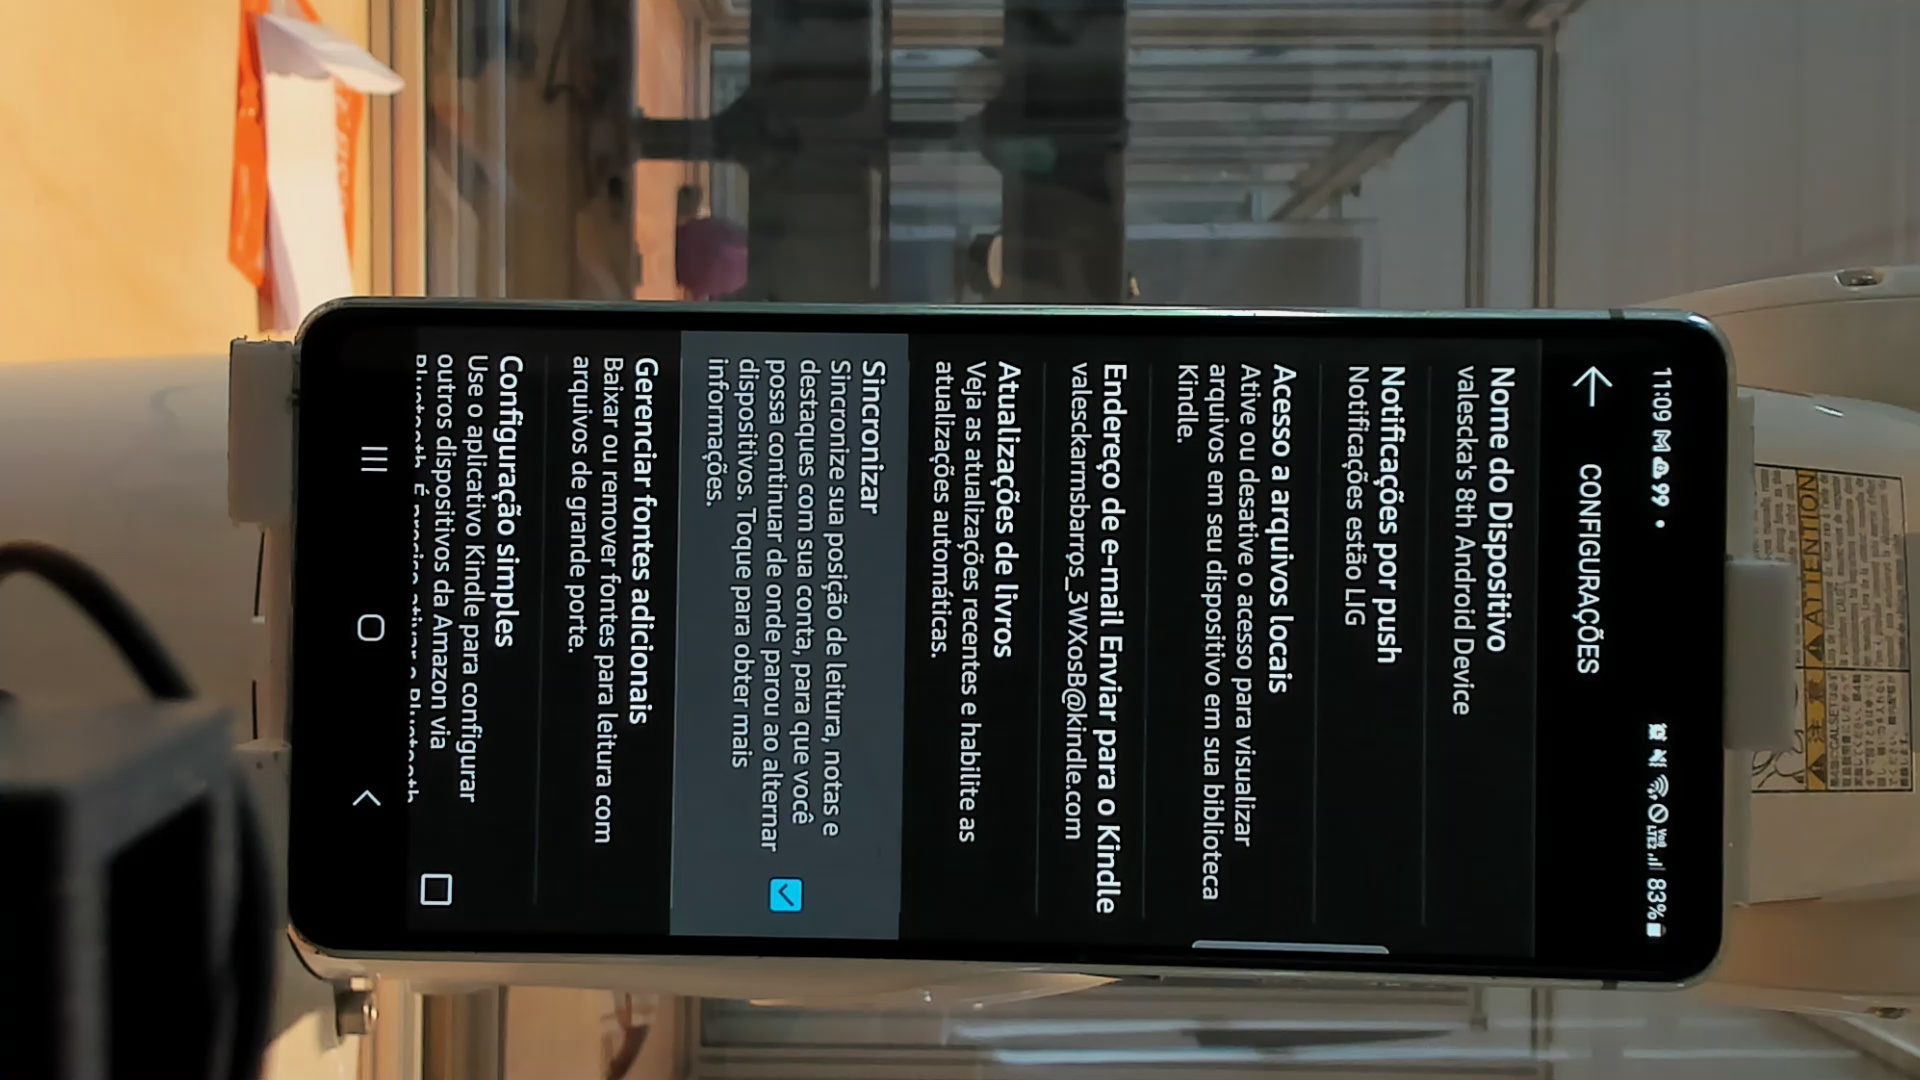 11:09
99
83%
CONFIGURAÇÕES
Nome do Dispositivo
valescka's 8th Android Device
Notificações por push
Notificações estão LIG
Acesso a arquivos locais
Ative ou desative o acesso para visualizar
arquivos em seu dispositivo em sua biblioteca
Kindle.
Endereço de e-mail Enviar para o Kindle
valesckarmsbarros_3WXosB@kindle.com
Atualizações de livros
Veja as atualizações recentes e habilite as
atualizações automáticas.
Sincronizar
Sincronize sua posição de leitura, notas e
destaques com sua conta, para que você
possa continuar de onde parou ao alternar
dispositivos. Toque para obter mais
informações.
Gerenciar fontes adicionais
Baixar ou remover fontes para leitura com
arquivos de grande porte.
Configuração simples
Use o aplicativo Kindle para configurar
outros dispositivos da Amazon via
ATTENTION
注意